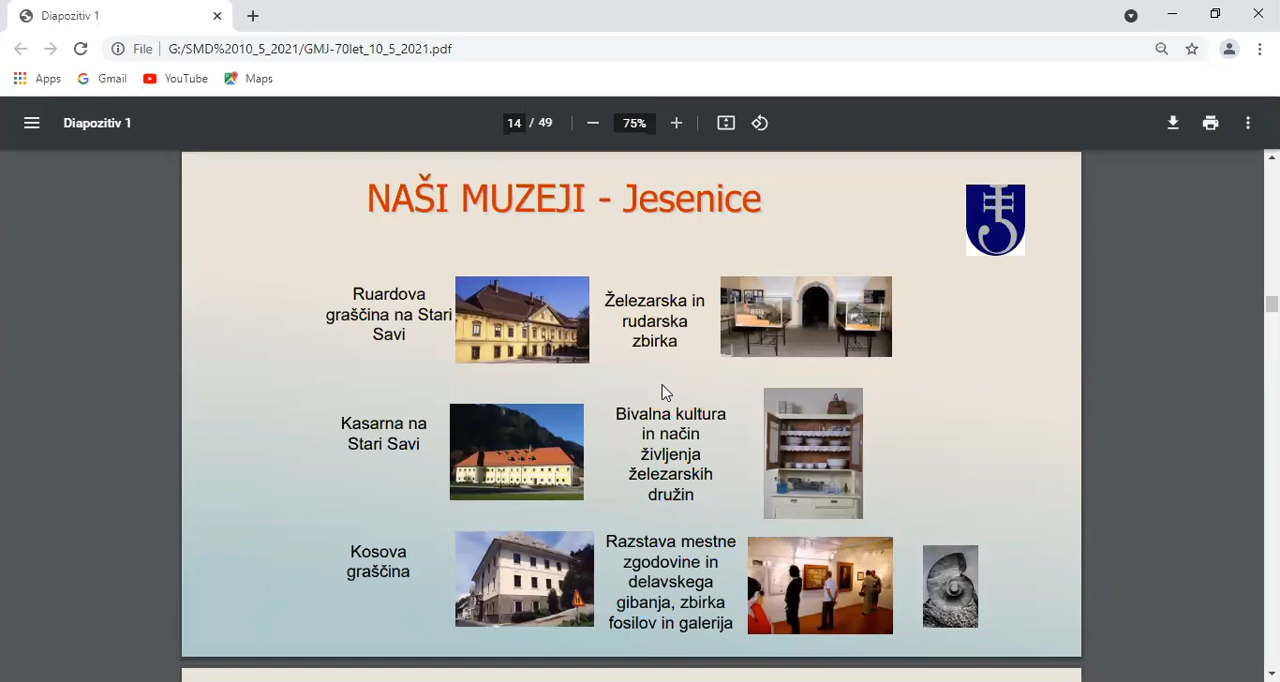 Diapozitiv 1
File
G:/SMD%2010_5_2021/GMJ-70let_10_5_2021.pdf
Apps
Gmail
YouTube
Maps
Diapozitiv 1
14 / 49
75%
NAŠI MUZEJI - Jesenice
Ruardova
graščina na Stari
Savi
Železarska in
rudarska
zbirka
Kasarna na
Stari Savi
Bivalna kultura
in način
življenja
železarskih
družin
Kosova
graščina
Razstava mestne
zgodovine in
delavskega
gibanja, zbirka
fosilov in galerija